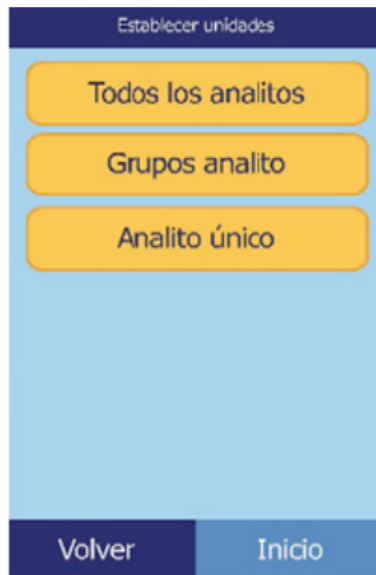 Establecer unidades
Todos los analitos
Grupos analito
Analito único
Volver
Inicio